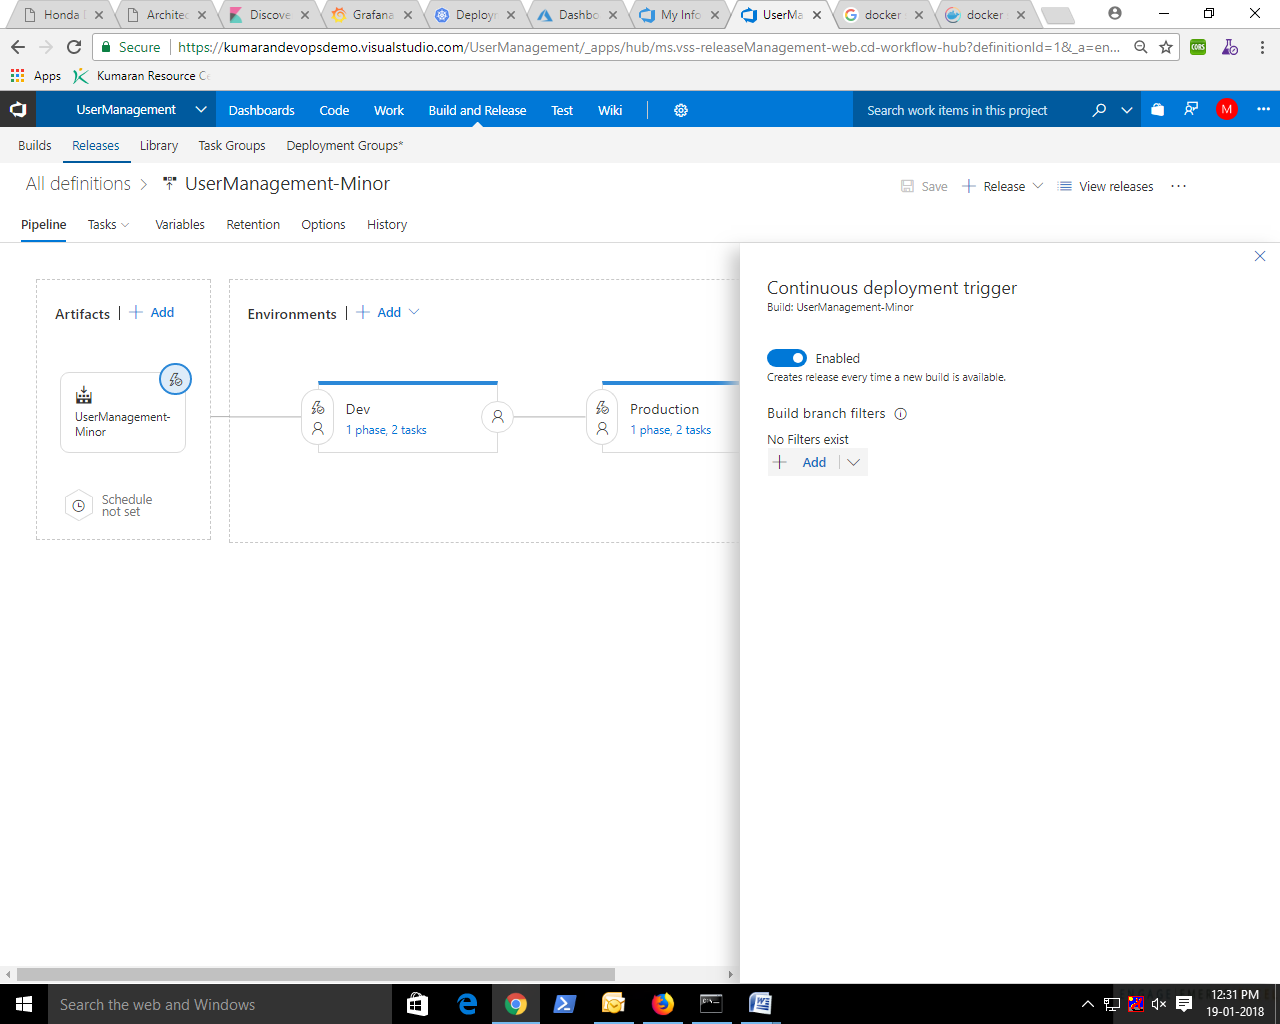 Honda
Architec
Discove
Grafana
Deployn
Dashbo
My Info
UserMa
docker
docker
Secure
https://kumarandevopsdemo.visualstudio.com/UserManagement/_apps/hub/ms.vss-releaseManagement-web.cd-workflow-hub?definitionId=1&_a=en...
CORS
Apps
Kumaran Resource Ce
UserManagement
Dashboards
Code
Work
Build and Release
Test
Wiki
Search work items in this project
M
Builds
Releases
Library
Task Groups
Deployment Groups*
All definitions
UserManagement-Minor
Save
Release
View releases
Pipeline
Tasks
Variables
Retention
Options
History
Artifacts
Add
Environments
Add
UserManagement-
Minor
Schedule
not set
Dev
1 phase, 2 tasks
Production
1 phase, 2 tasks
Continuous deployment trigger
Build: UserManagement-Minor
Enabled
Creates release every time a new build is available.
Build branch filters
No Filters exist
Add
Search the web and Windows
12:31 PM
19-01-2018